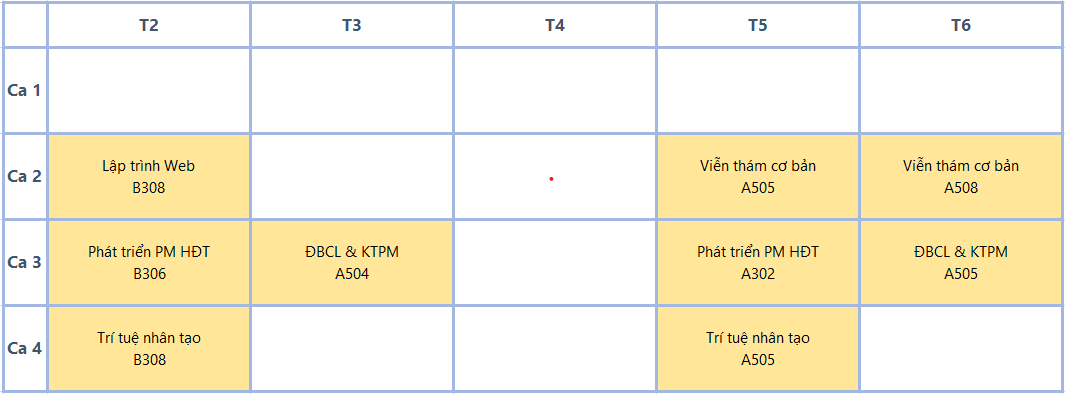 T2 T3 T4 T5 T6
Ca 1
Ca 2
Lập trình Web
B308
Viễn thám cơ bản
A505
Viễn thám cơ bản
A508
Ca 3
Phát triển PM HĐT
B306
ĐBCL & KTPM
A504
Phát triển PM HĐT
A302
ĐBCL & KTPM
A505
Ca 4
Trí tuệ nhân tạo
B308
Trí tuệ nhân tạo
A505